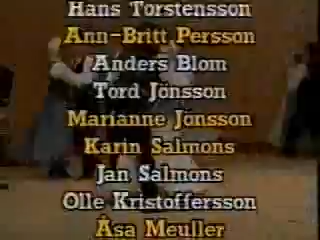 Hans Torstensson
Ann-Britt Persson
Anders Blom
Tord Jönsson
Marianne Jönsson
Karin Salmons
Jan Salmons
Olle Kristoffersson
Åsa Meuller